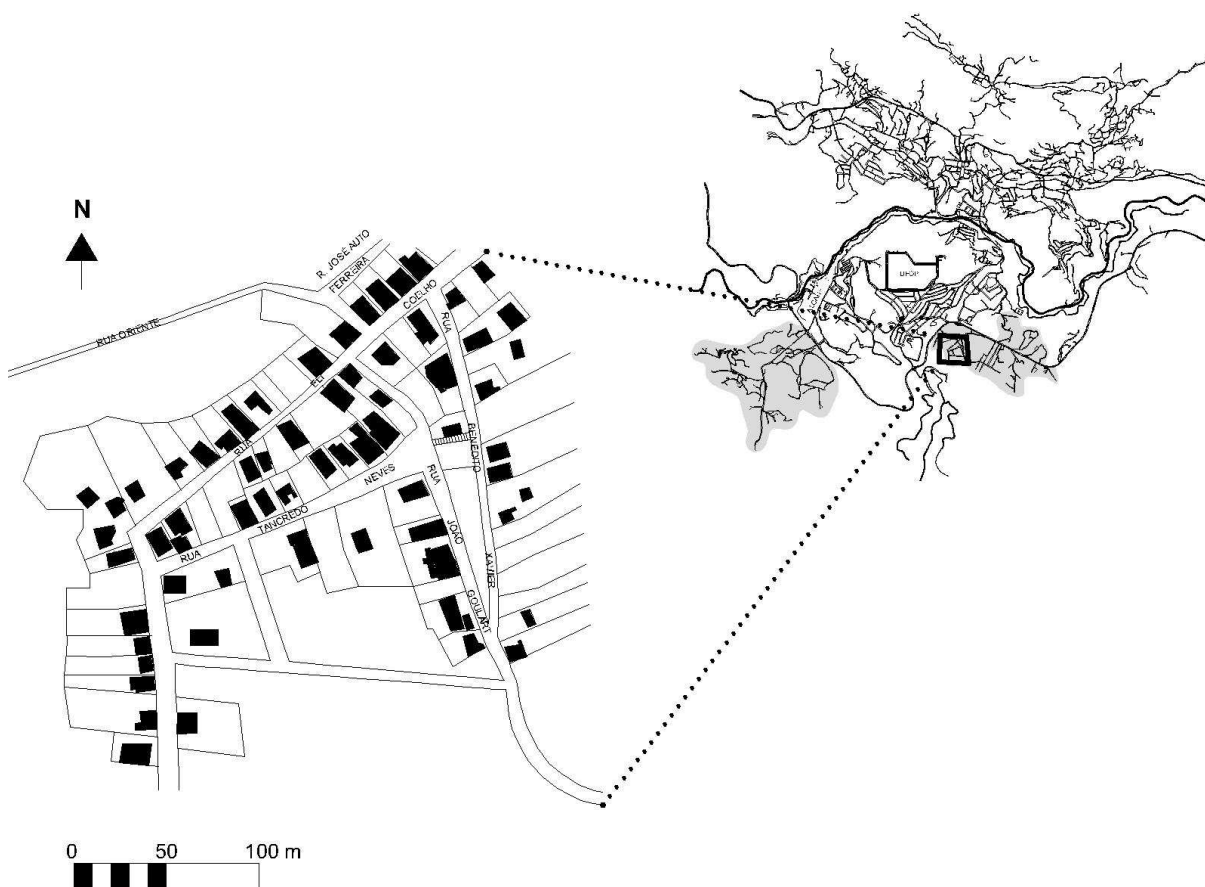 N
R. JOSÉ AUTO
FERREIRA
RUA ORIENTE
RUA ELI COELHO
RUA BENEDITO XAVIER
RUA TANCREDO NEVES
RUA JOÃO GOULART
UFOP
0 50 100 m